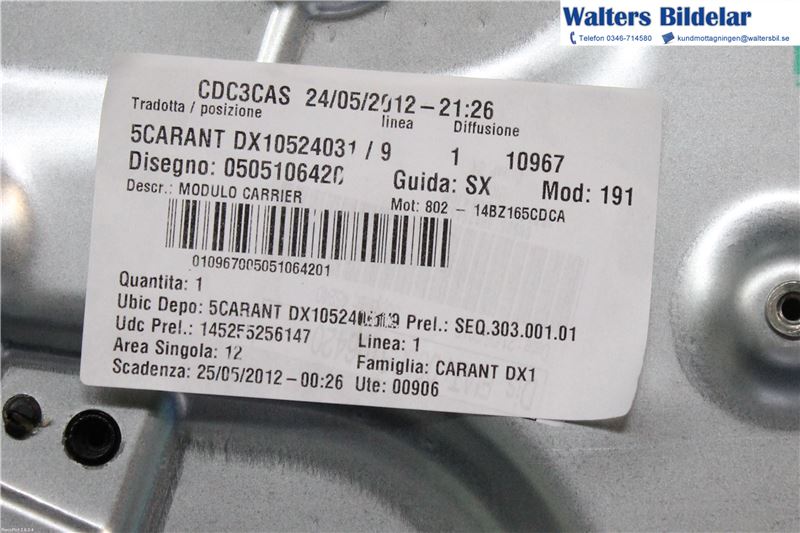 Walters Bildelar
Telefon 0346-714580 kundmottagningen@waltersbil.se
CDC3CAS 24/05/2012-21:26
Tradotta / posizione linea Diffusione
5CARANT DX10524031 / 9 1 10967
Disegno: 0505106420 Guida: SX Mod: 191
Descr.: MODULO CARRIER Mot: 802 - 14BZ165CDCA
010967005051064201
Quantita: 1
Ubic Depo: 5CARANT Prel.: SEQ.303.001.01
Udc Prel.: 145255256147 Linea: 1
Area Singola: 12 Famiglia: CARANT DX1
Scadenza: 25/05/2012-00:26 Ute: 00906